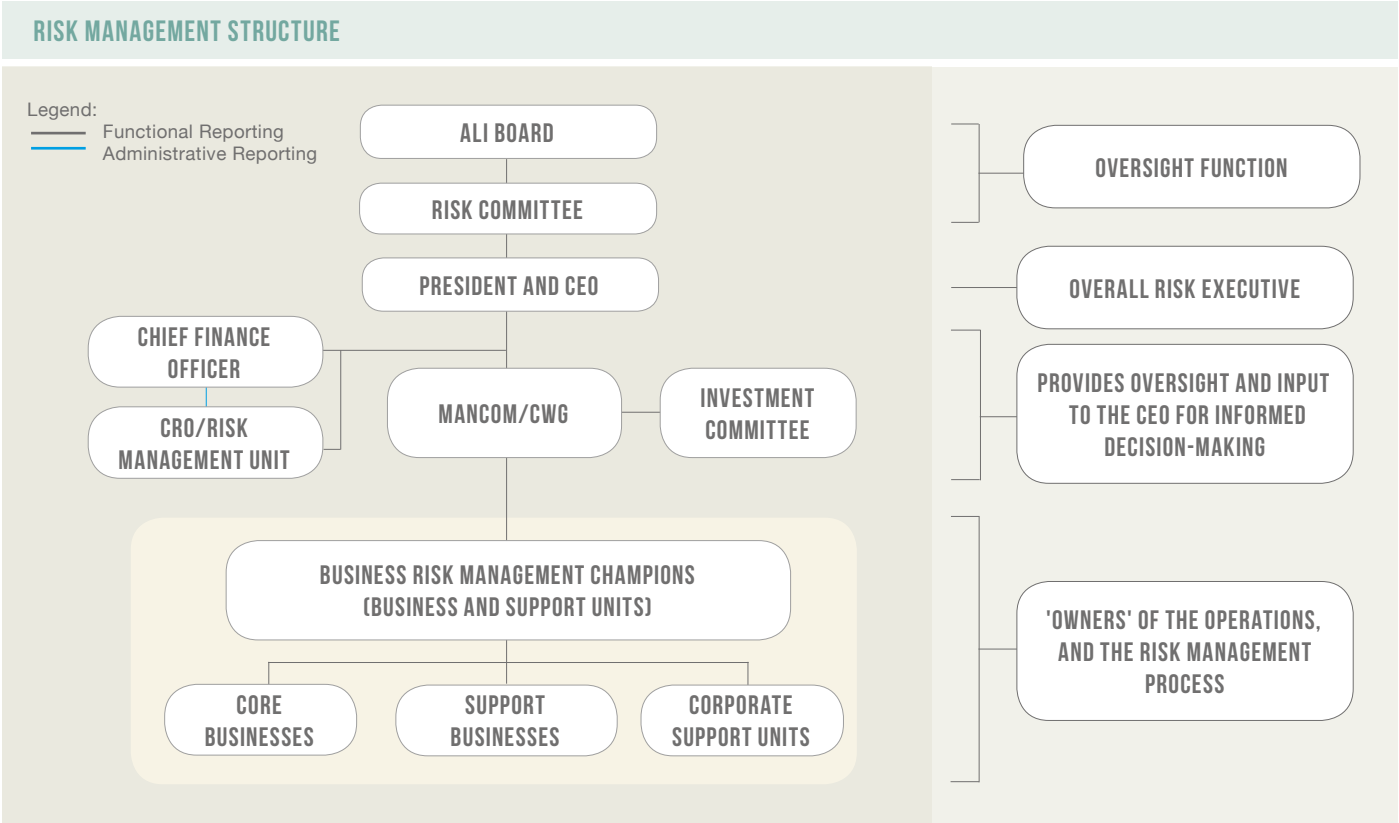 RISK MANAGEMENT STRUCTURE
Legend:
Functional Reporting
Administrative Reporting
ALI BOARD
RISK COMMITTEE
PRESIDENT AND CEO
CHIEF FINANCE
OFFICER
CRO/RISK
MANAGEMENT UNIT
MANCOM/CWG
INVESTMENT
COMMITTEE
BUSINESS RISK MANAGEMENT CHAMPIONS
(BUSINESS AND SUPPORT UNITS)
CORE
BUSINESSES
SUPPORT
BUSINESSES
CORPORATE
SUPPORT UNITS
OVERSIGHT FUNCTION
OVERALL RISK EXECUTIVE
PROVIDES OVERSIGHT AND INPUT
TO THE CEO FOR INFORMED
DECISION-MAKING
'OWNERS' OF THE OPERATIONS,
AND THE RISK MANAGEMENT
PROCESS